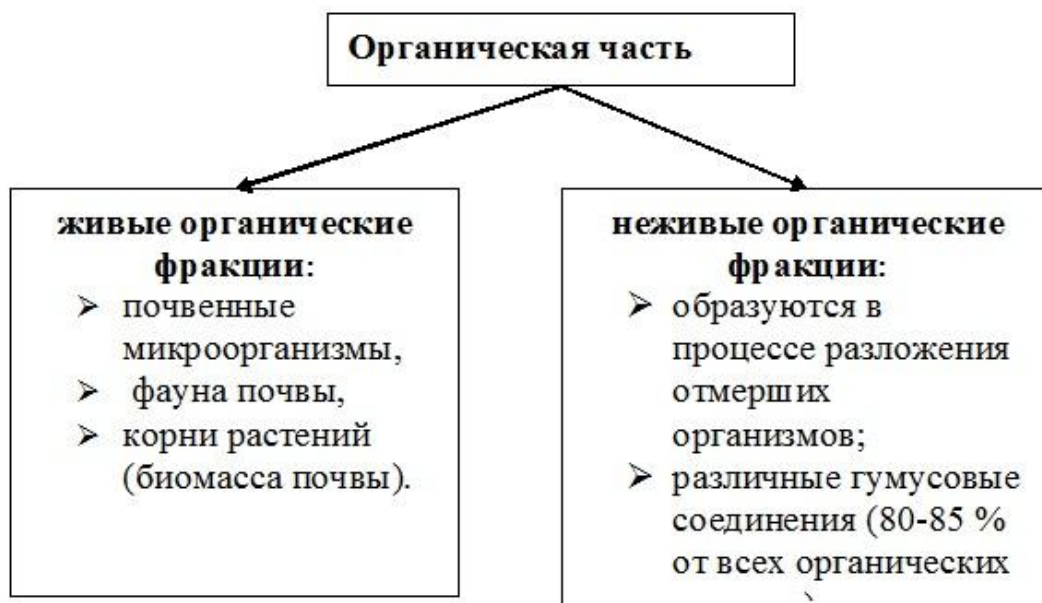 Органическая часть
живые органические
фракции:
➢ почвенные
микроорганизмы,
➢ фауна почвы,
➢ корни растений
(биомасса почвы).
неживые органические
фракции:
➢ образуются в
процессе разложения
отмерших
организмов;
➢ различные гумусовые
соединения (80-85 %
от всех органических